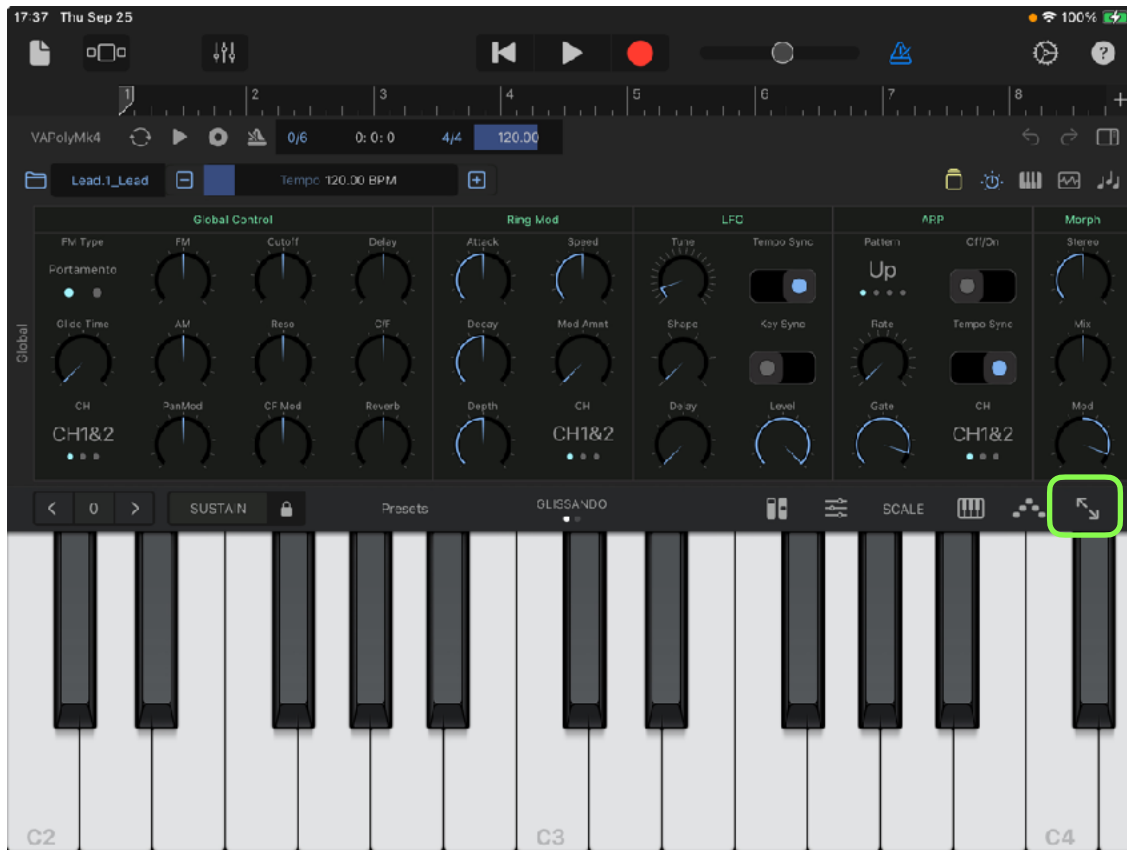 17:37 Thu Sep 25
100%
1 2 3 4 5 6 7 8
VAPolyMk4 0/6 0: 0: 0 4/4 120.00
Lead.1_Lead Tempo 120.00 BPM
Global Control Ring Mod LFO ARP Morph
FM Type FM Cutoff Delay Attack Speed Tune Tempo Sync Pattern Off/On Stereo
Portamento Up
Global
Glide Time AM Reso C/F Decay Mod Amnt Shape Key Sync Rate Tempo Sync Mix
CH PanMod CF Mod Reverb Depth CH Delay Level Gate CH Mod
CH1&2 CH1&2 CH1&2
0 SUSTAIN Presets GLISSANDO SCALE
C2 C3 C4